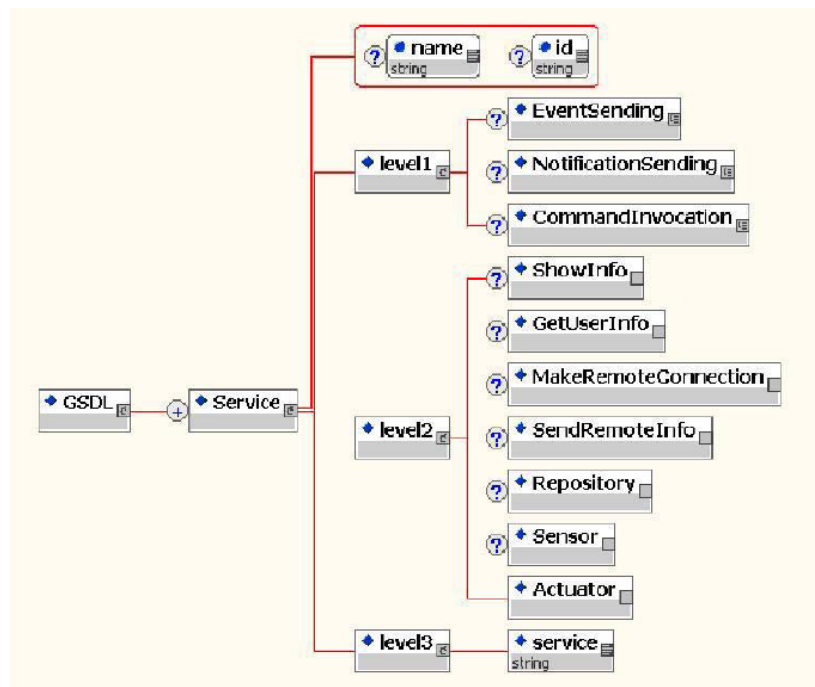 ? name
string
? id
string
? EventSending
level1
? NotificationSending
? CommandInvocation
? ShowInfo
? GetUserInfo
? MakeRemoteConnection
GSDL
+
Service
level2
? SendRemoteInfo
? Repository
? Sensor
Actuator
level3
service
string